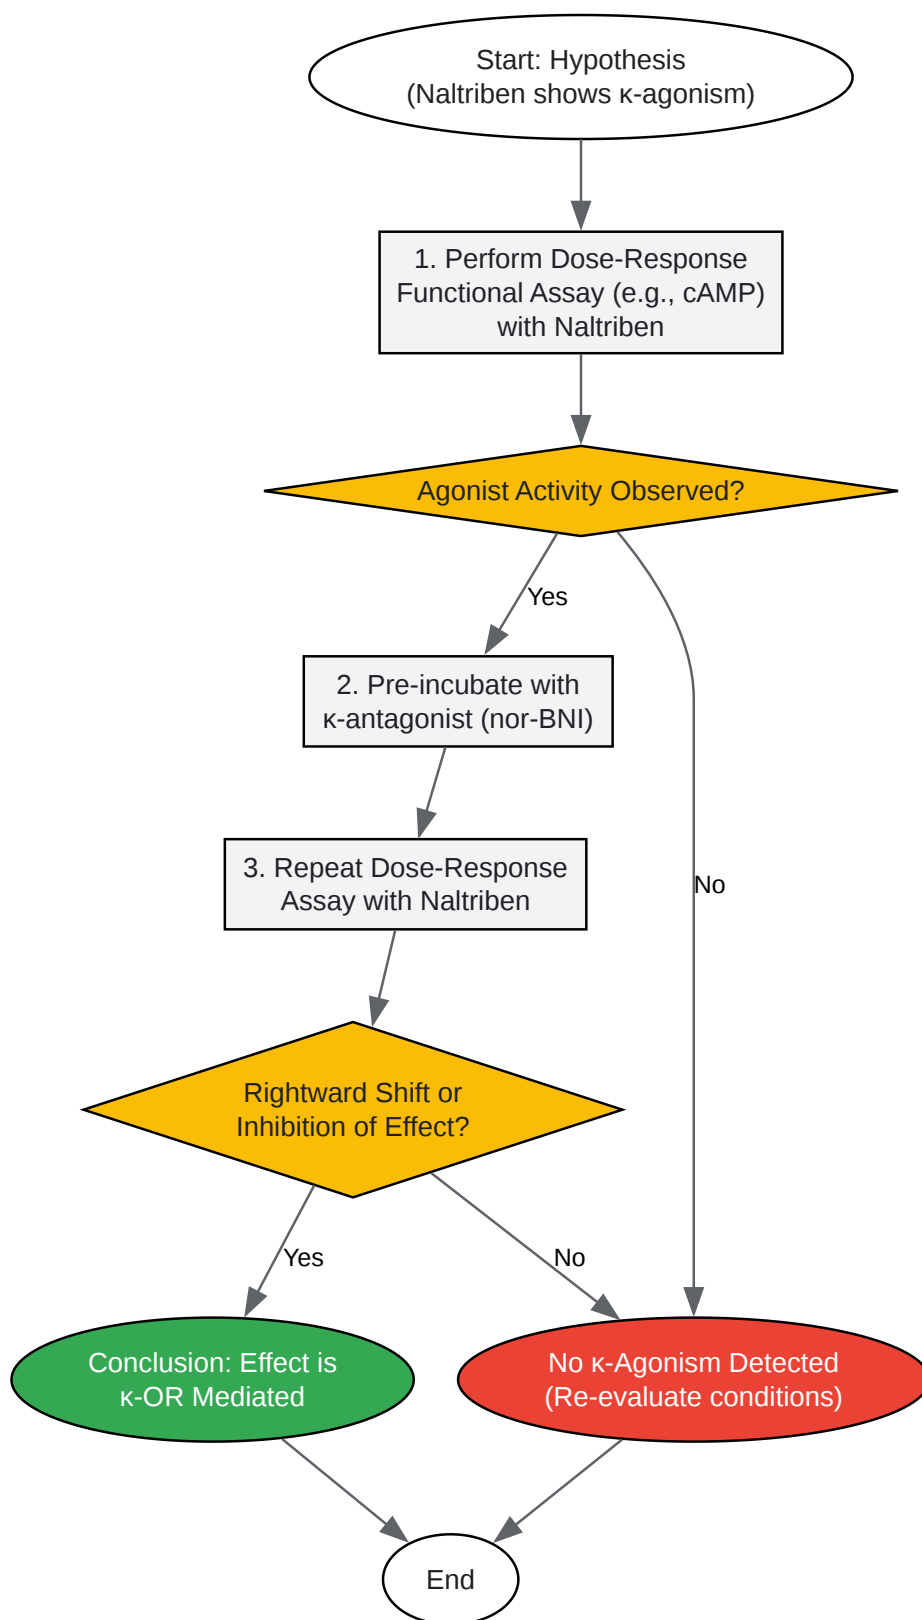 Start: Hypothesis
(Naltriben shows κ-agonism)
1. Perform Dose-Response
Functional Assay (e.g., cAMP)
with Naltriben
Agonist Activity Observed?
Yes
2. Pre-incubate with
κ-antagonist (nor-BNI)
3. Repeat Dose-Response
Assay with Naltriben
No
Rightward Shift or
Inhibition of Effect?
Yes
No
Conclusion: Effect is
κ-OR Mediated
No κ-Agonism Detected
(Re-evaluate conditions)
End